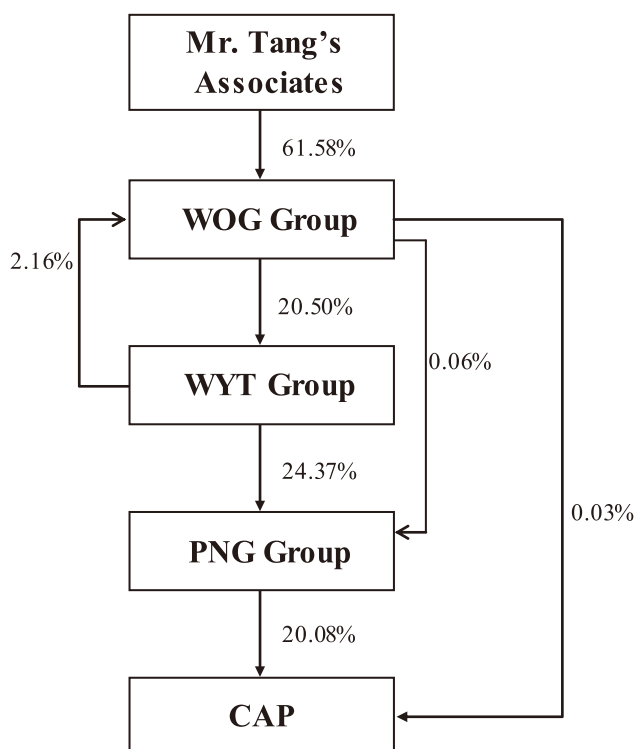 Mr. Tang’s
Associates
61.58%
WOG Group
2.16%
20.50%
0.06%
WYT Group
24.37%
0.03%
PNG Group
20.08%
CAP